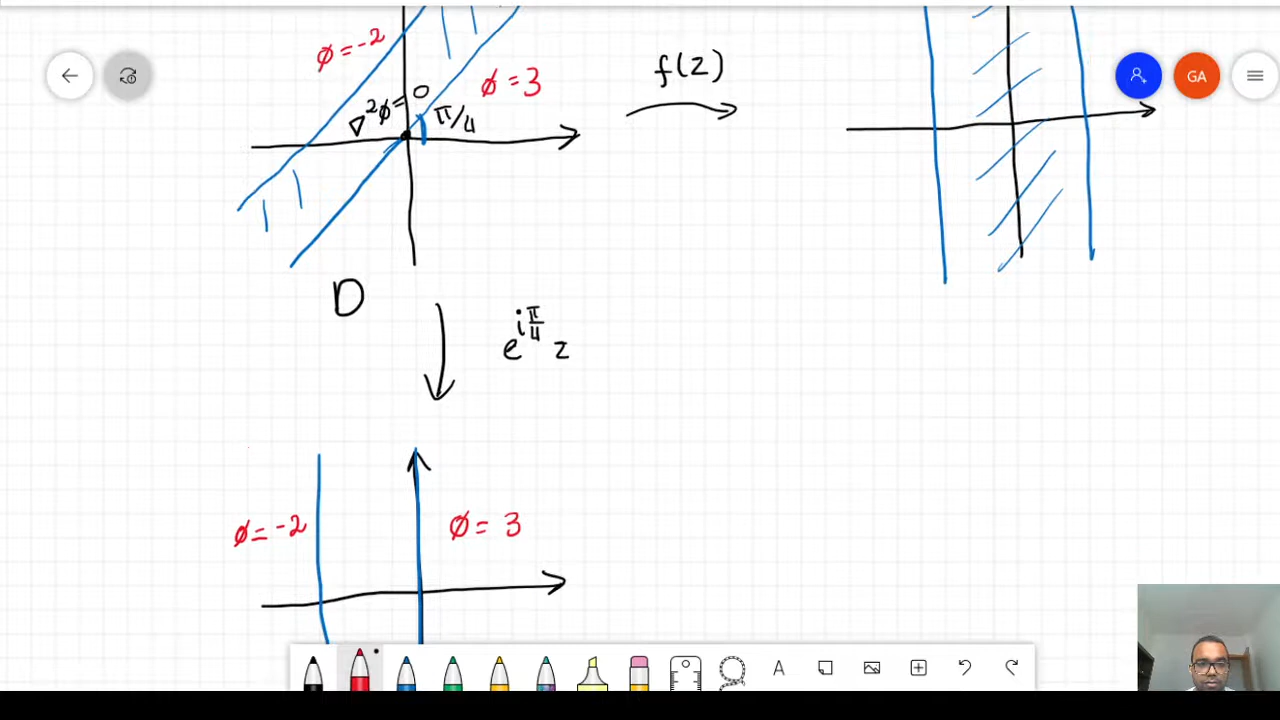 φ = -2
φ = 3
∇²φ = 0
π/4
f(z)
D
e^{iπ/4} z
φ = -2
φ = 3
GA
A